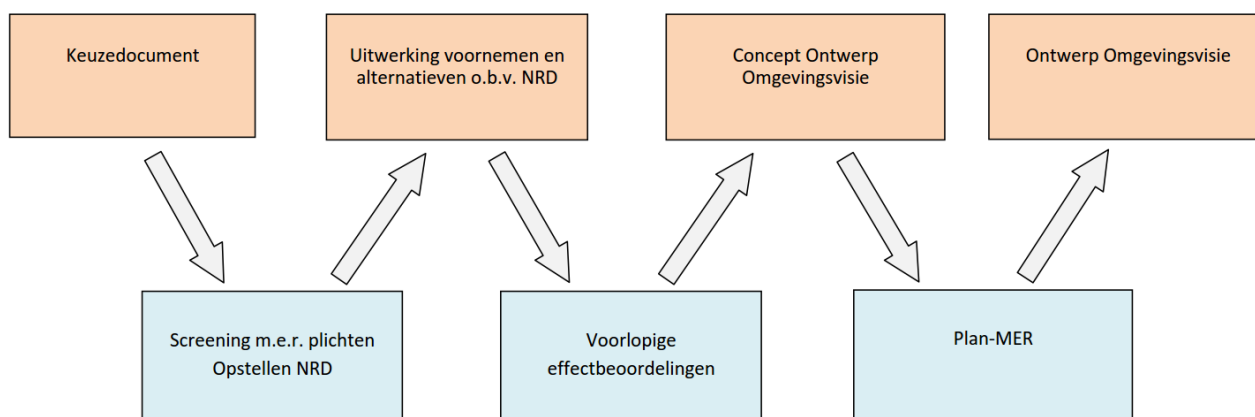 Keuzedocument
Uitwerking voornemen en
alternatieven o.b.v. NRD
Concept Ontwerp
Omgevingsvisie
Ontwerp Omgevingsvisie
Screening m.e.r. plichten
Opstellen NRD
Voorlopige
effectbeoordelingen
Plan-MER